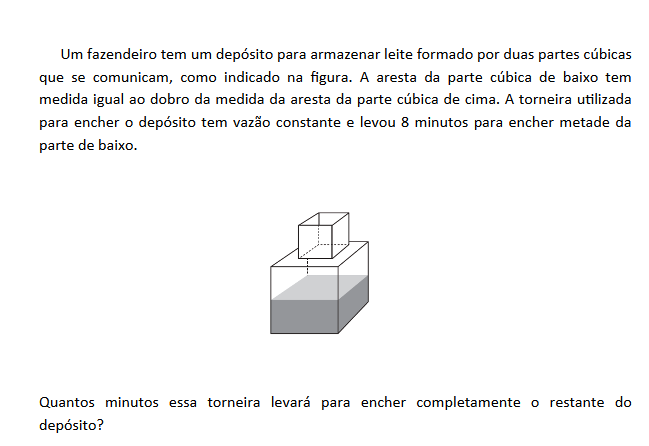 Um fazendeiro tem um depósito para armazenar leite formado por duas partes cúbicas
que se comunicam, como indicado na figura. A aresta da parte cúbica de baixo tem
medida igual ao dobro da medida da aresta da parte cúbica de cima. A torneira utilizada
para encher o depósito tem vazão constante e levou 8 minutos para encher metade da
parte de baixo.
Quantos minutos essa torneira levará para encher completamente o restante do
depósito?